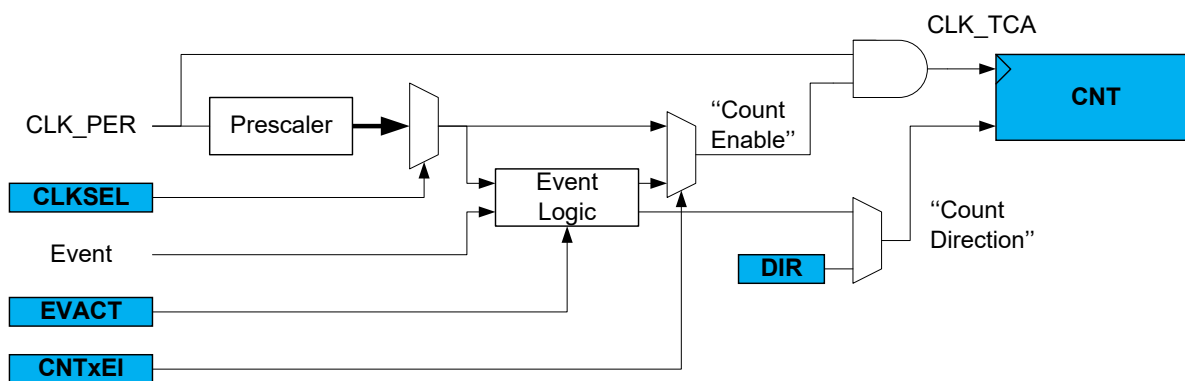 CLK_TCA
CNT
CLK_PER
Prescaler
‘‘Count
Enable’’
CLKSEL
Event
Logic
Event
‘‘Count
Direction’’
DIR
EVACT
CNTxEI